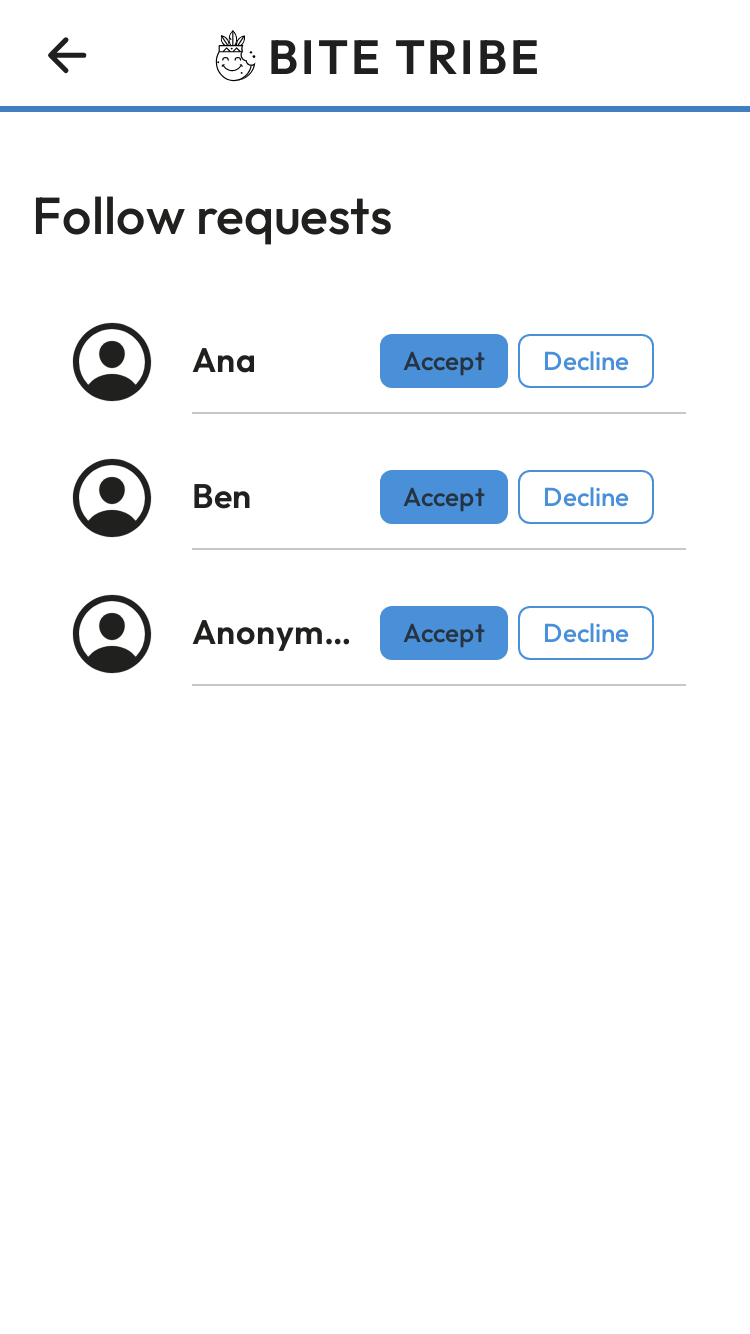 BITE TRIBE
Follow requests
Ana Accept Decline
Ben Accept Decline
Anonym... Accept Decline